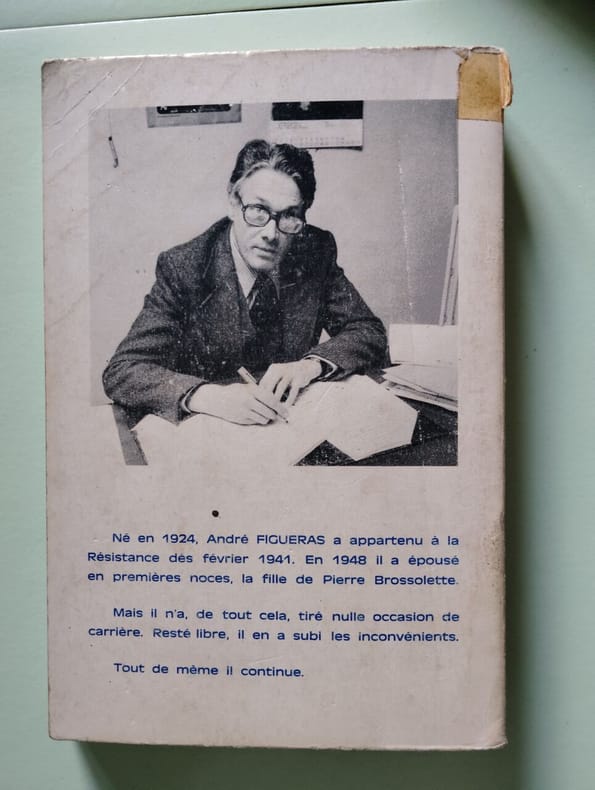 Né en 1924, André FIGUERAS a appartenu à la
Résistance dès février 1941. En 1948 il a épousé
en premières noces, la fille de Pierre Brossolette.
Mais il n'a, de tout cela, tiré nulle occasion de
carrière. Resté libre, il en a subi les inconvénients.
Tout de même il continue.